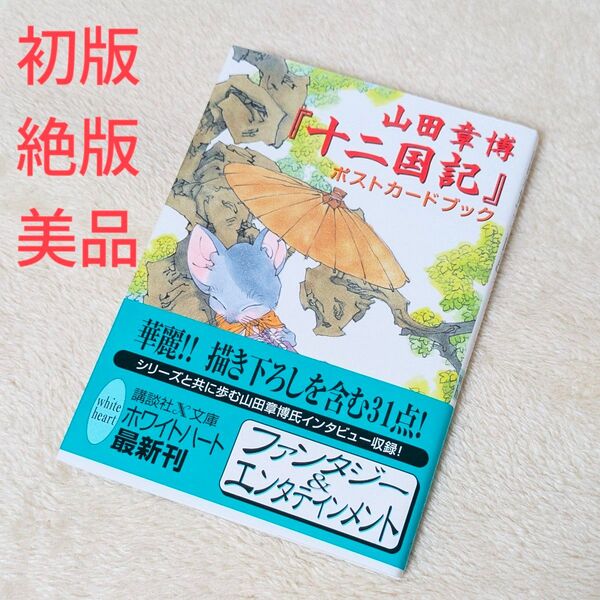 初版
絶版
美品
山田章博
『十二国記』
ポストカードブック
華麗!! 描き下ろしを含む31点!
シリーズと共に歩む山田章博氏インタビュー収録!
white
heart
講談社X文庫
ホワイトハート
最新刊
ファンタジー
&
エンタテインメント